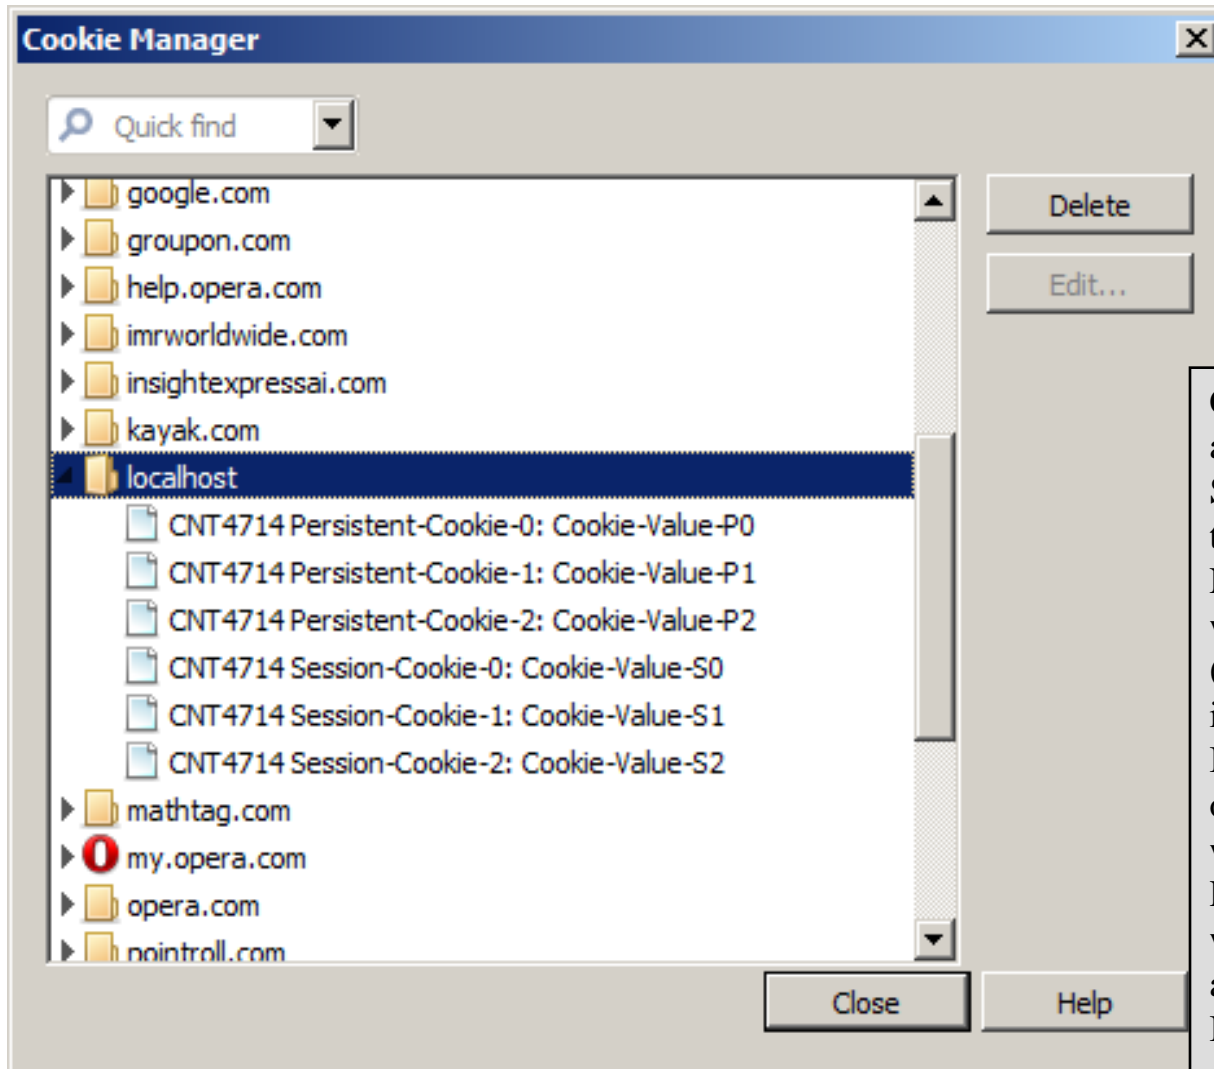 Cookie Manager
Quick find
google.com
groupon.com
help.opera.com
imrworldwide.com
insightexpressai.com
kayak.com
localhost
CNT4714 Persistent-Cookie-0: Cookie-Value-P0
CNT4714 Persistent-Cookie-1: Cookie-Value-P1
CNT4714 Persistent-Cookie-2: Cookie-Value-P2
CNT4714 Session-Cookie-0: Cookie-Value-S0
CNT4714 Session-Cookie-1: Cookie-Value-S1
CNT4714 Session-Cookie-2: Cookie-Value-S2
mathtag.com
my.opera.com
opera.com
pointroll.com
Delete
Edit...
Close
Help